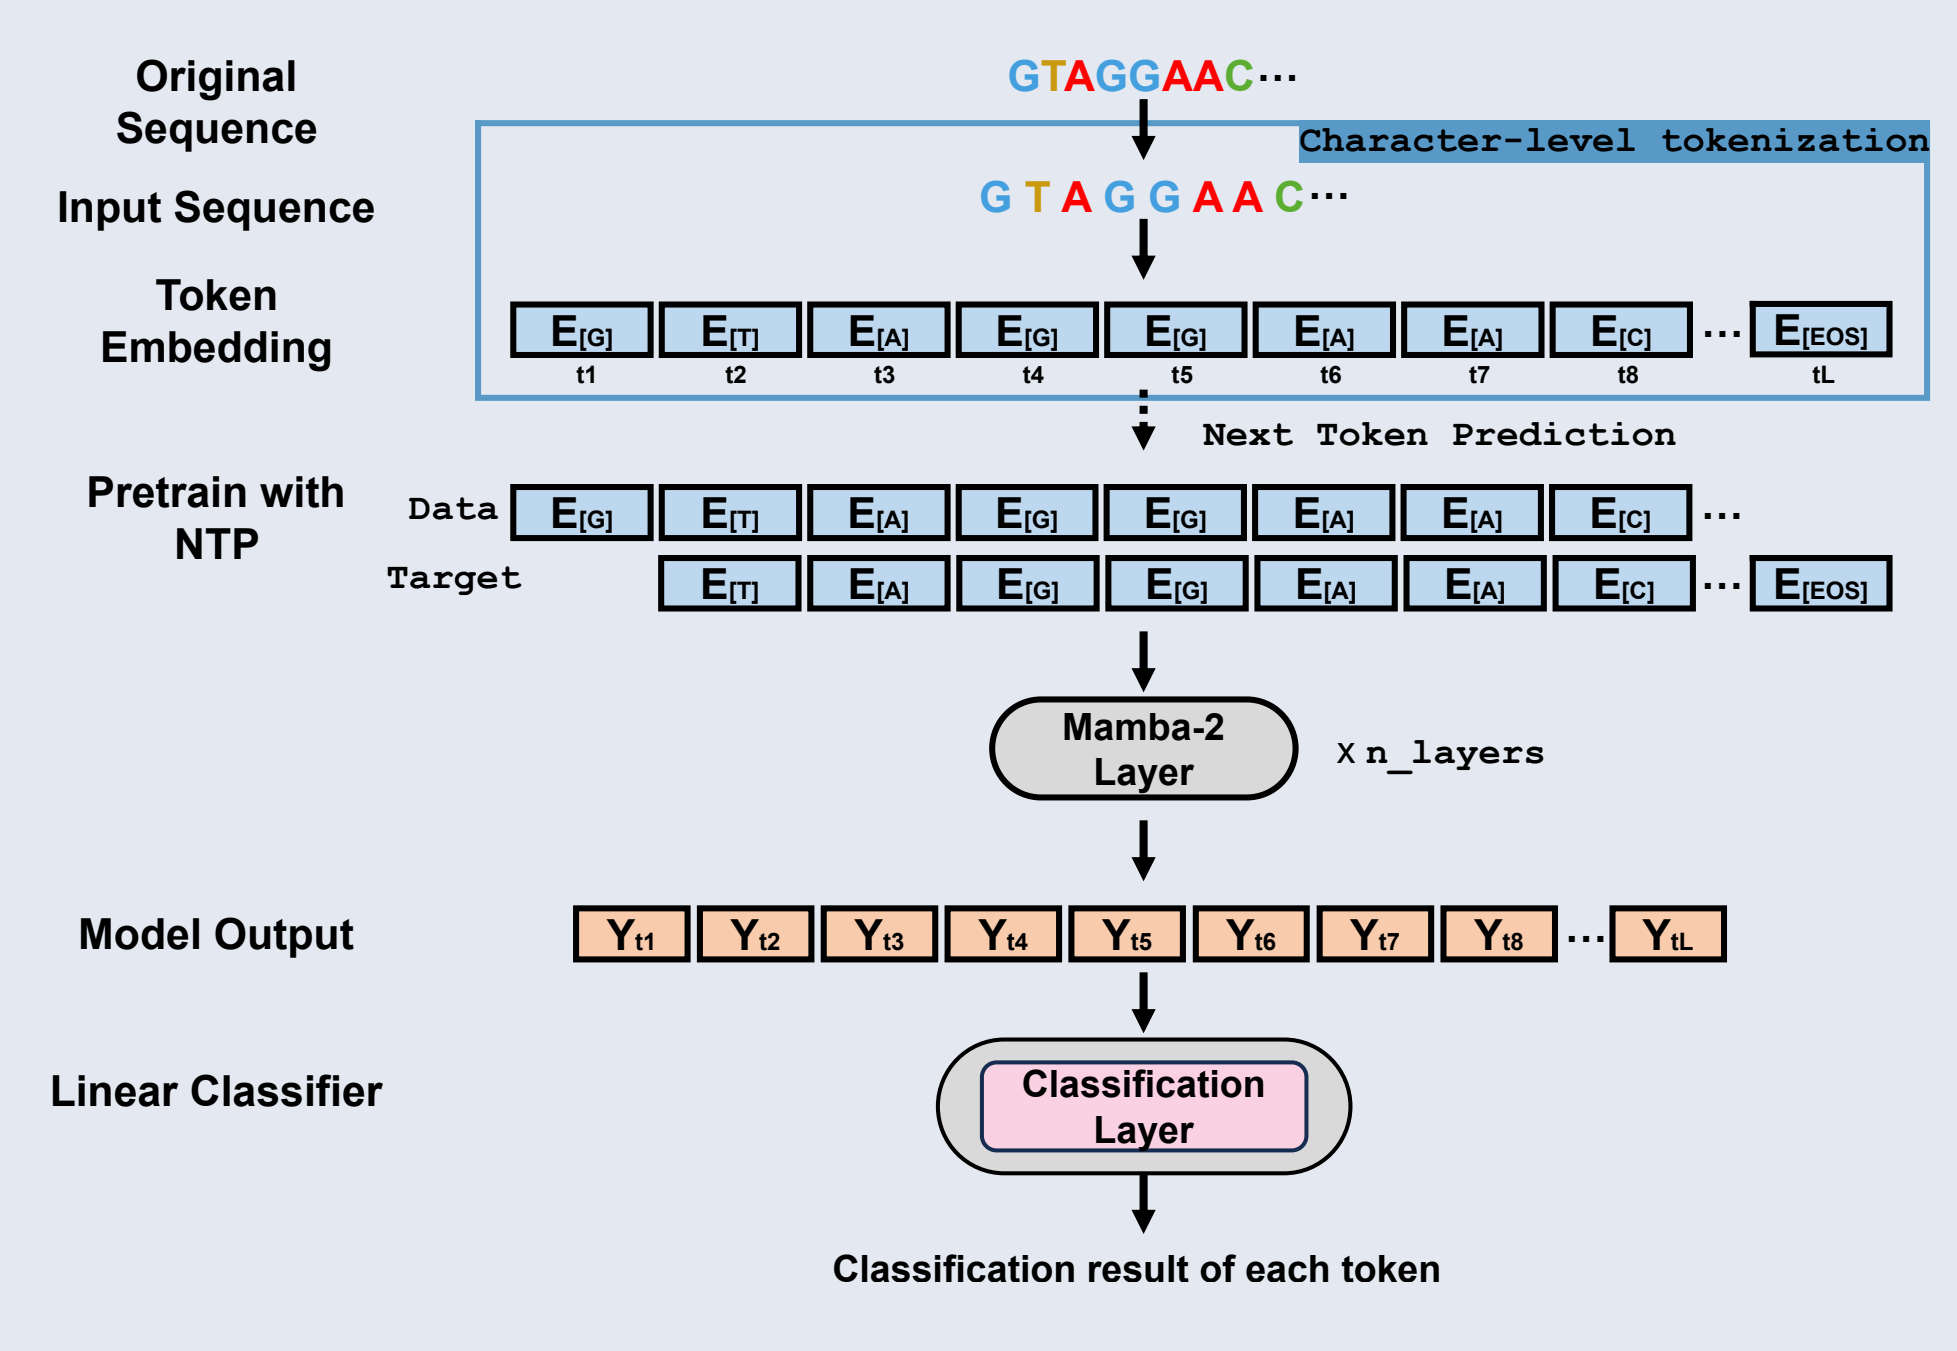 Original
Sequence
GTAGGAAC...
Character-level tokenization
Input Sequence
G T A G G A A C...
Token
Embedding
E[G] E[T] E[A] E[G] E[G] E[A] E[A] E[C] ... E[EOS]
t1 t2 t3 t4 t5 t6 t7 t8 tL
Next Token Prediction
Pretrain with
NTP
Data E[G] E[T] E[A] E[G] E[G] E[A] E[A] E[C] ...
Target E[T] E[A] E[G] E[G] E[A] E[A] E[C] ... E[EOS]
Mamba-2
Layer
X n_layers
Model Output
Yt1 Yt2 Yt3 Yt4 Yt5 Yt6 Yt7 Yt8 ... YtL
Linear Classifier
Classification
Layer
Classification result of each token